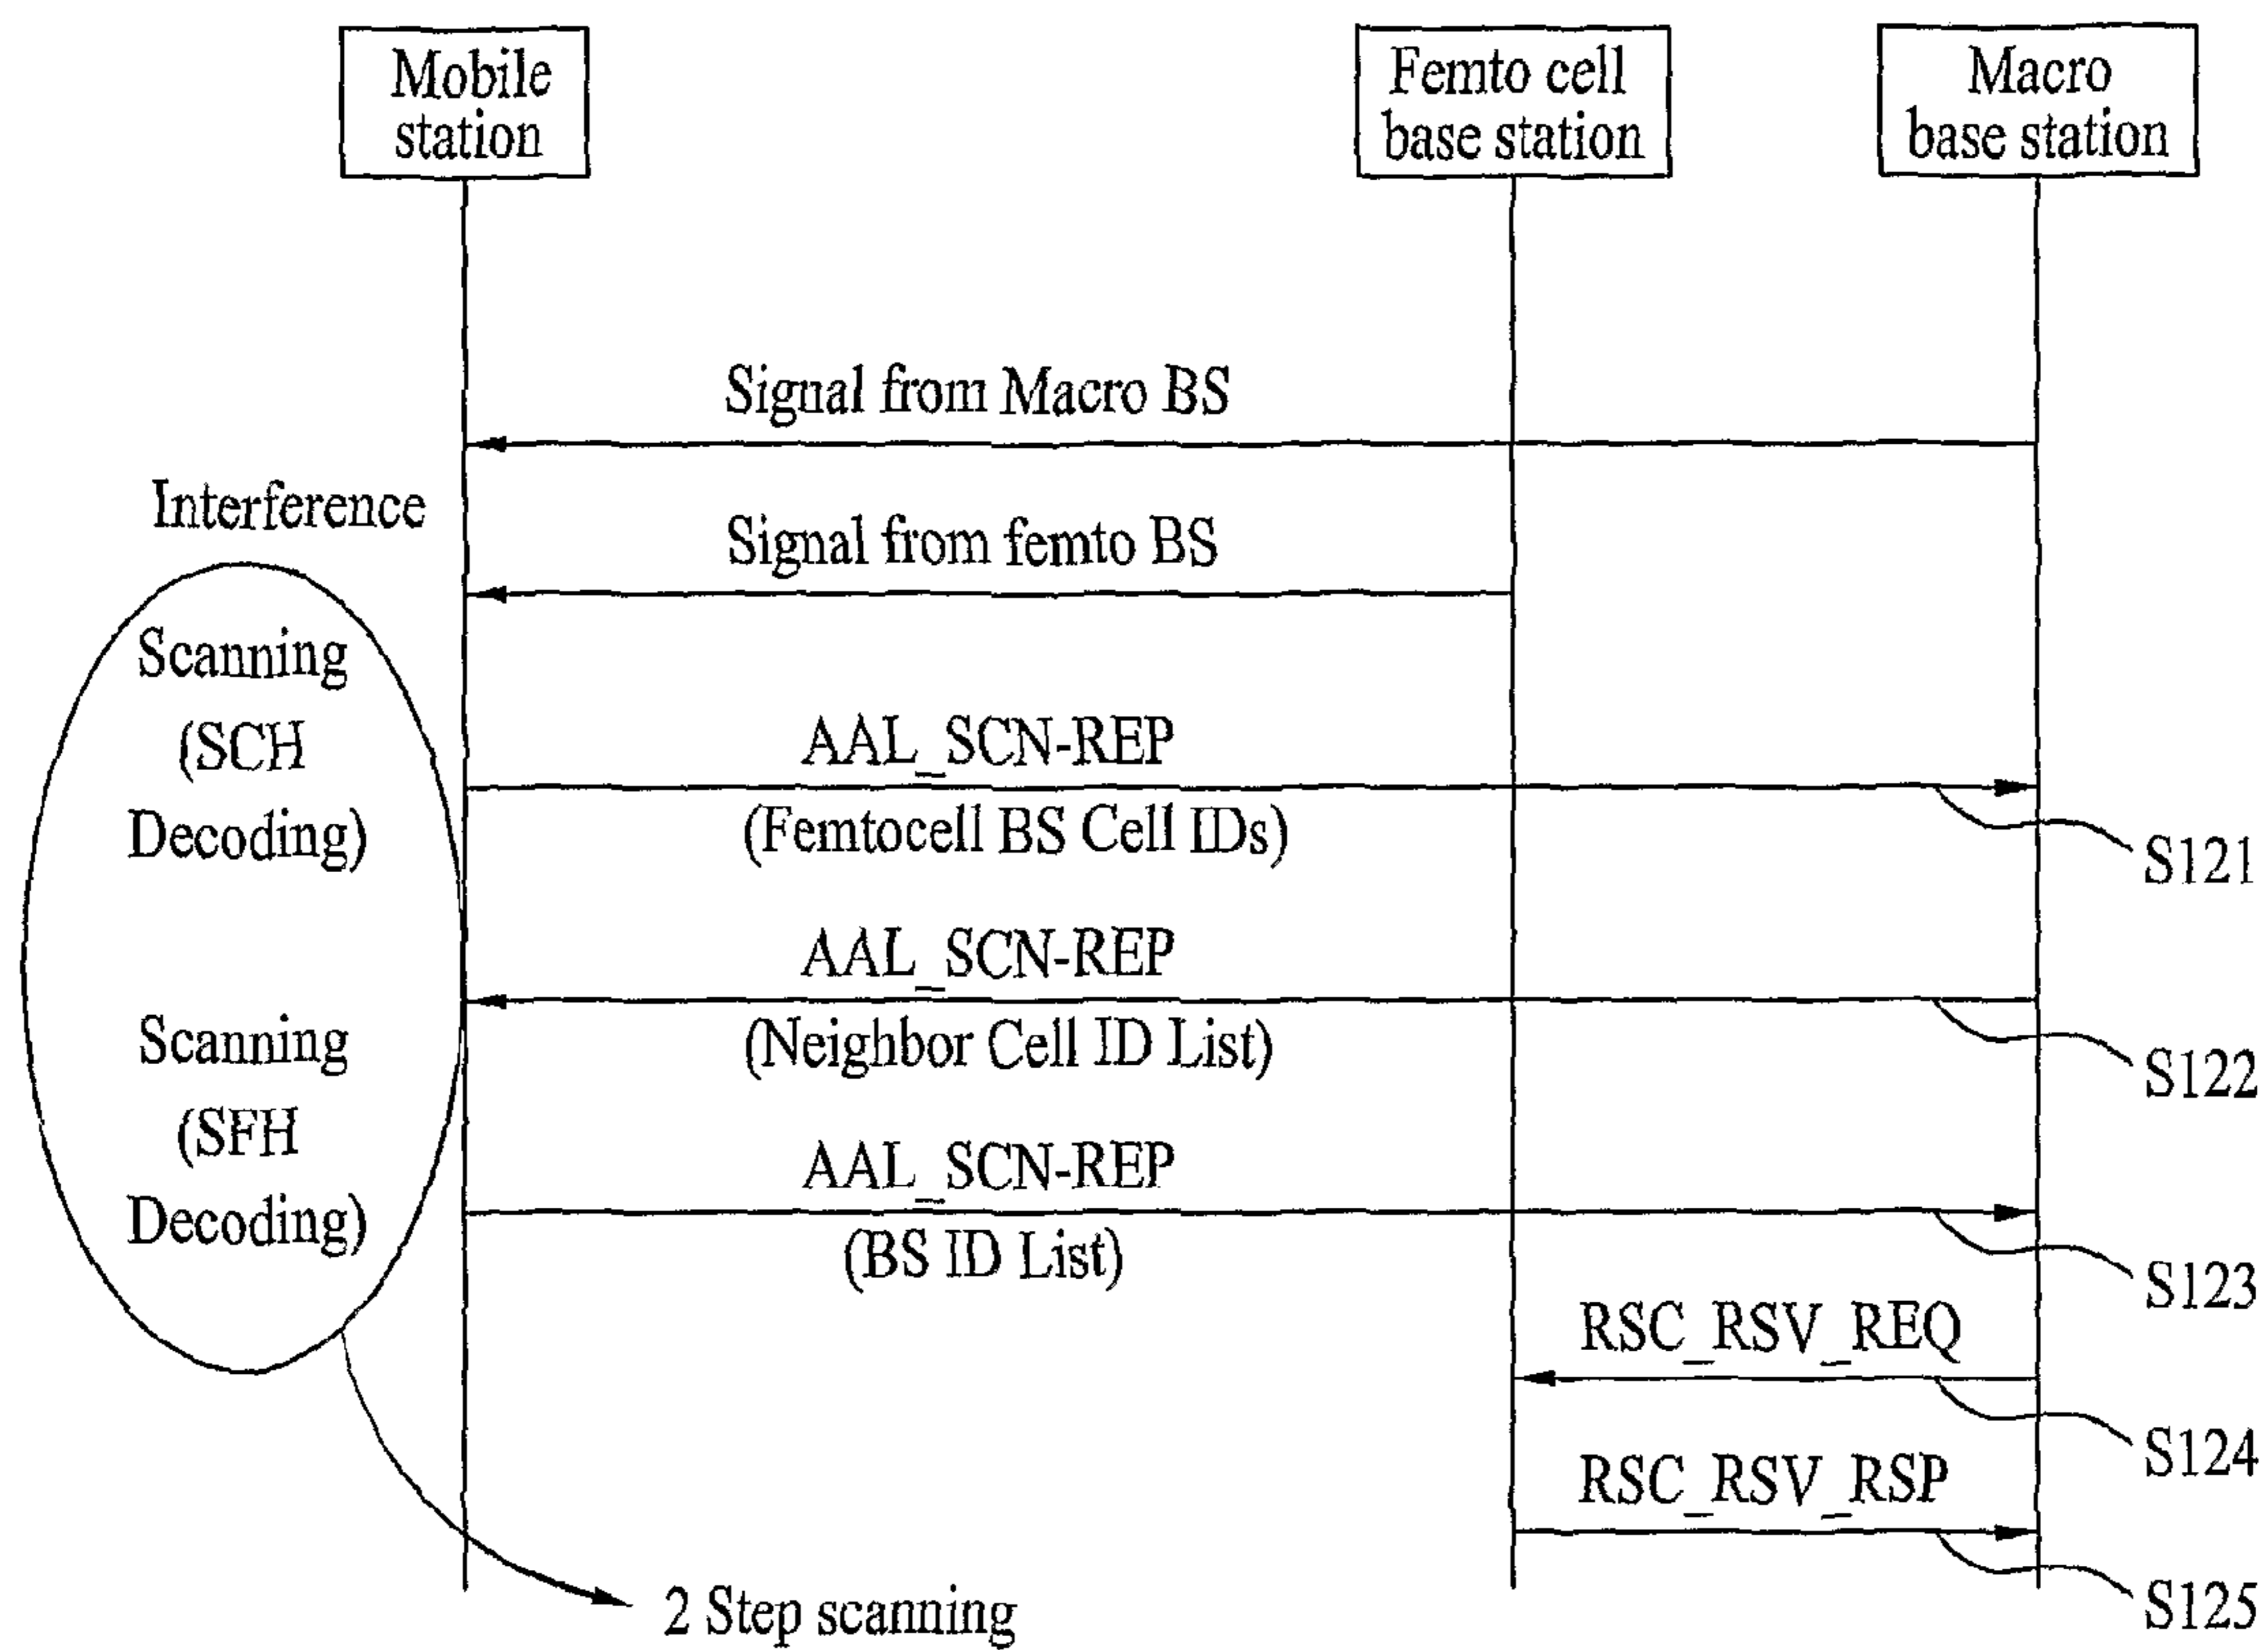 Mobile
station
Femto cell
base station
Macro
base station
Signal from Macro BS
Interference
Signal from femto BS
Scanning
(SCH
Decoding)
AAL_SCN-REP
(Femtocell BS Cell IDs)
S121
AAL_SCN-REP
(Neighbor Cell ID List)
S122
Scanning
(SFH
Decoding)
AAL_SCN-REP
(BS ID List)
S123
RSC_RSV_REQ
S124
RSC_RSV_RSP
S125
2 Step scanning